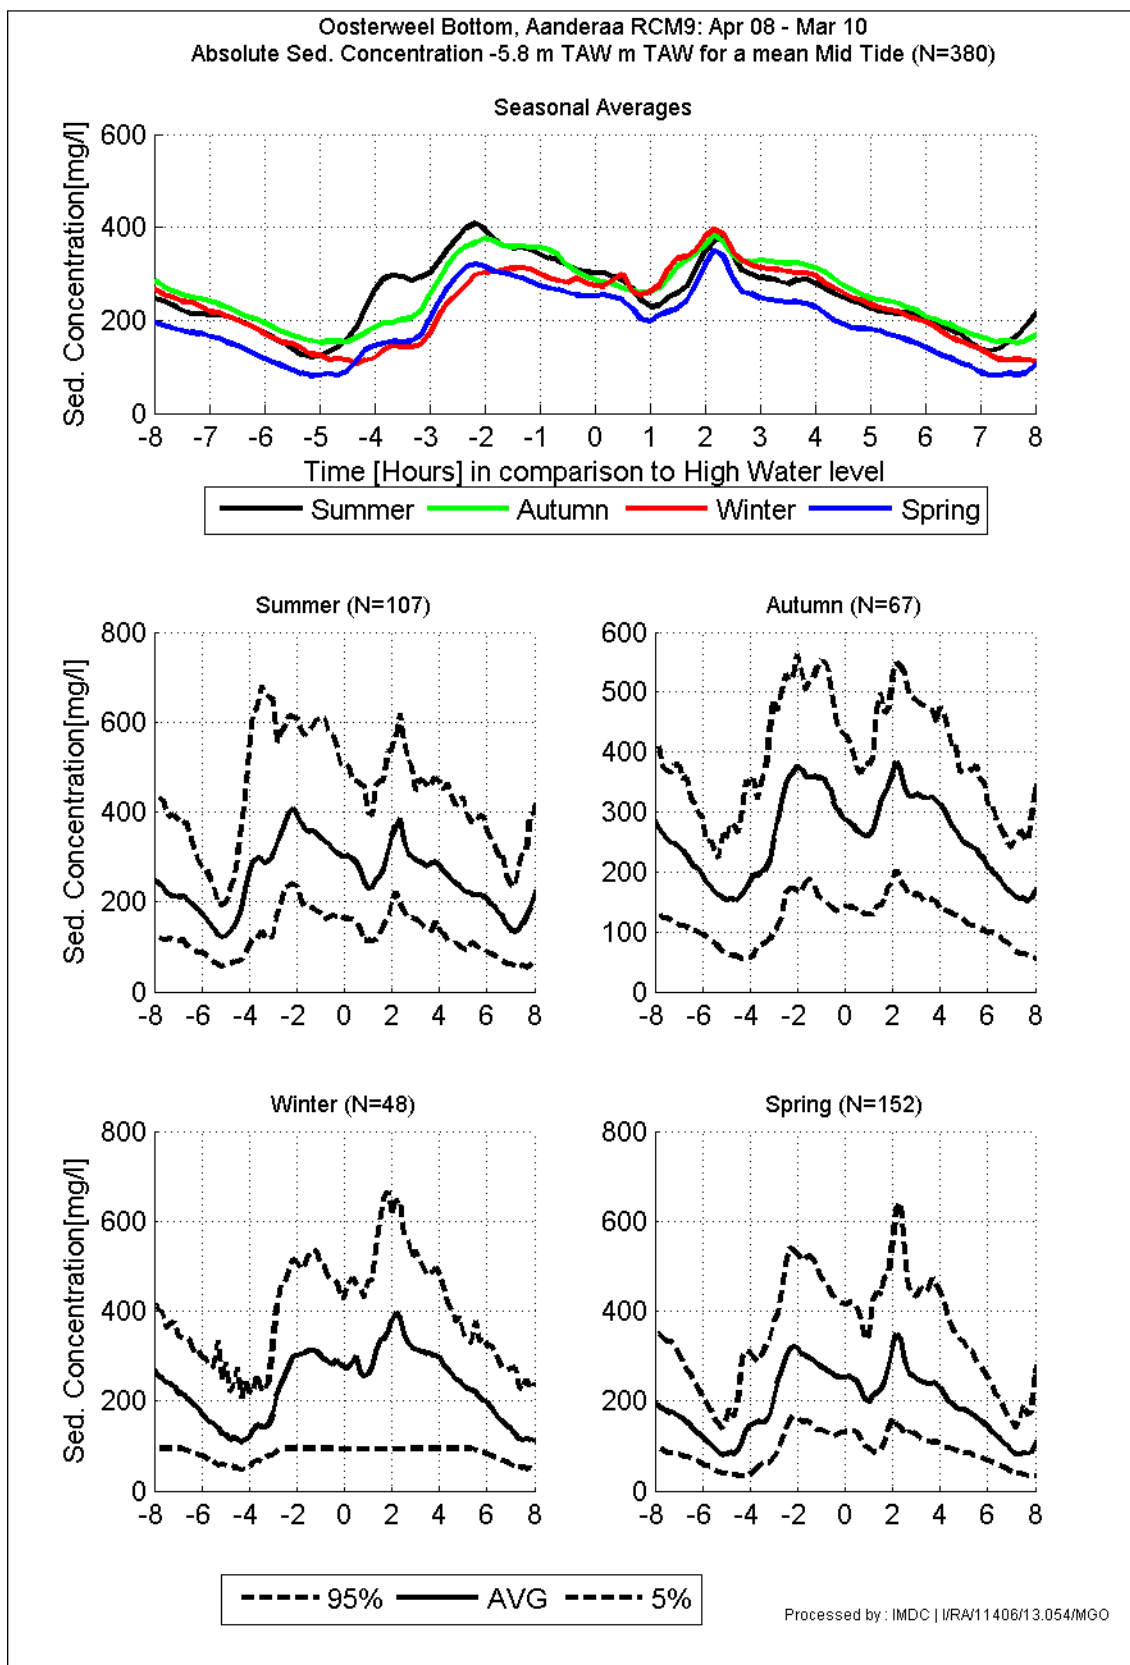 Oosterweel Bottom, Aanderaa RCM9: Apr 08 - Mar 10
Absolute Sed. Concentration -5.8 m TAW m TAW for a mean Mid Tide (N=380)
Seasonal Averages
Sed. Concentration[mg/l]
600
400
200
0
-8 -7 -6 -5 -4 -3 -2 -1 0 1 2 3 4 5 6 7 8
Time [Hours] in comparison to High Water level
Summer Autumn Winter Spring
Summer (N=107)
Sed. Concentration[mg/l]
800
600
400
200
0
-8 -6 -4 -2 0 2 4 6 8
Autumn (N=67)
600
500
400
300
200
100
0
-8 -6 -4 -2 0 2 4 6 8
Winter (N=48)
Sed. Concentration[mg/l]
800
600
400
200
0
-8 -6 -4 -2 0 2 4 6 8
Spring (N=152)
800
600
400
200
0
-8 -6 -4 -2 0 2 4 6 8
95% AVG 5%
Processed by : IMDC | I/RA/11406/13.054/MGO